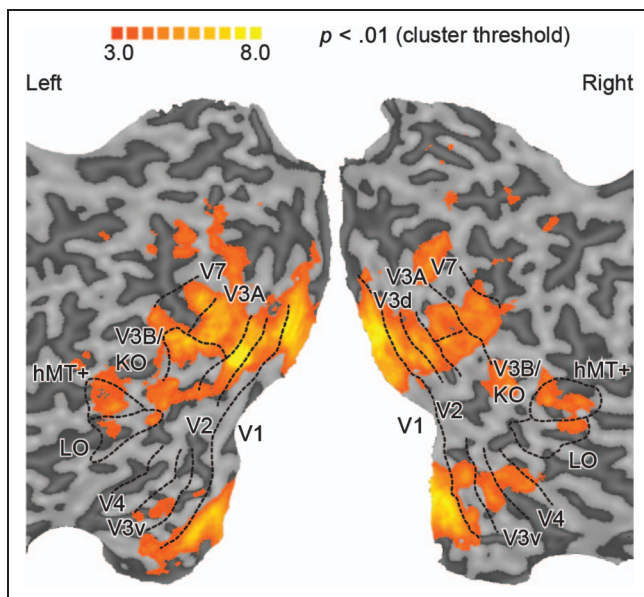 p < .01 (cluster threshold)
3.0 8.0
Left Right
V7
V3A
V3B/
KO
hMT+
LO
V2
V1
V4
V3v
V3A
V7
V3d
V3B/
KO
hMT+
V2
V1
LO
V4
V3v